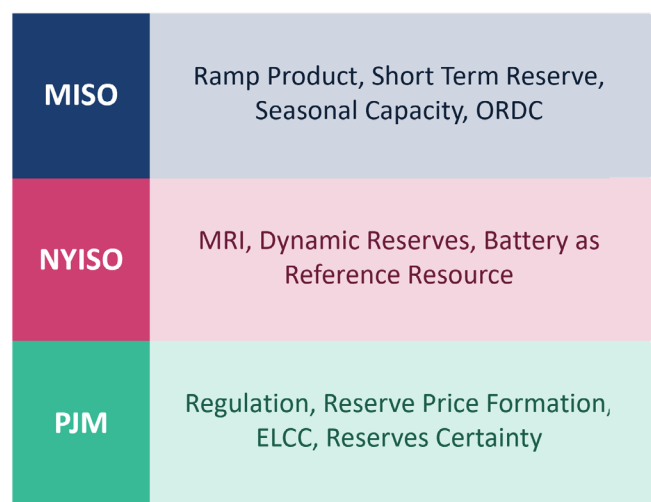 MISO
Ramp Product, Short Term Reserve,
Seasonal Capacity, ORDC
NYISO
MRI, Dynamic Reserves, Battery as
Reference Resource
PJM
Regulation, Reserve Price Formation,
ELCC, Reserves Certainty